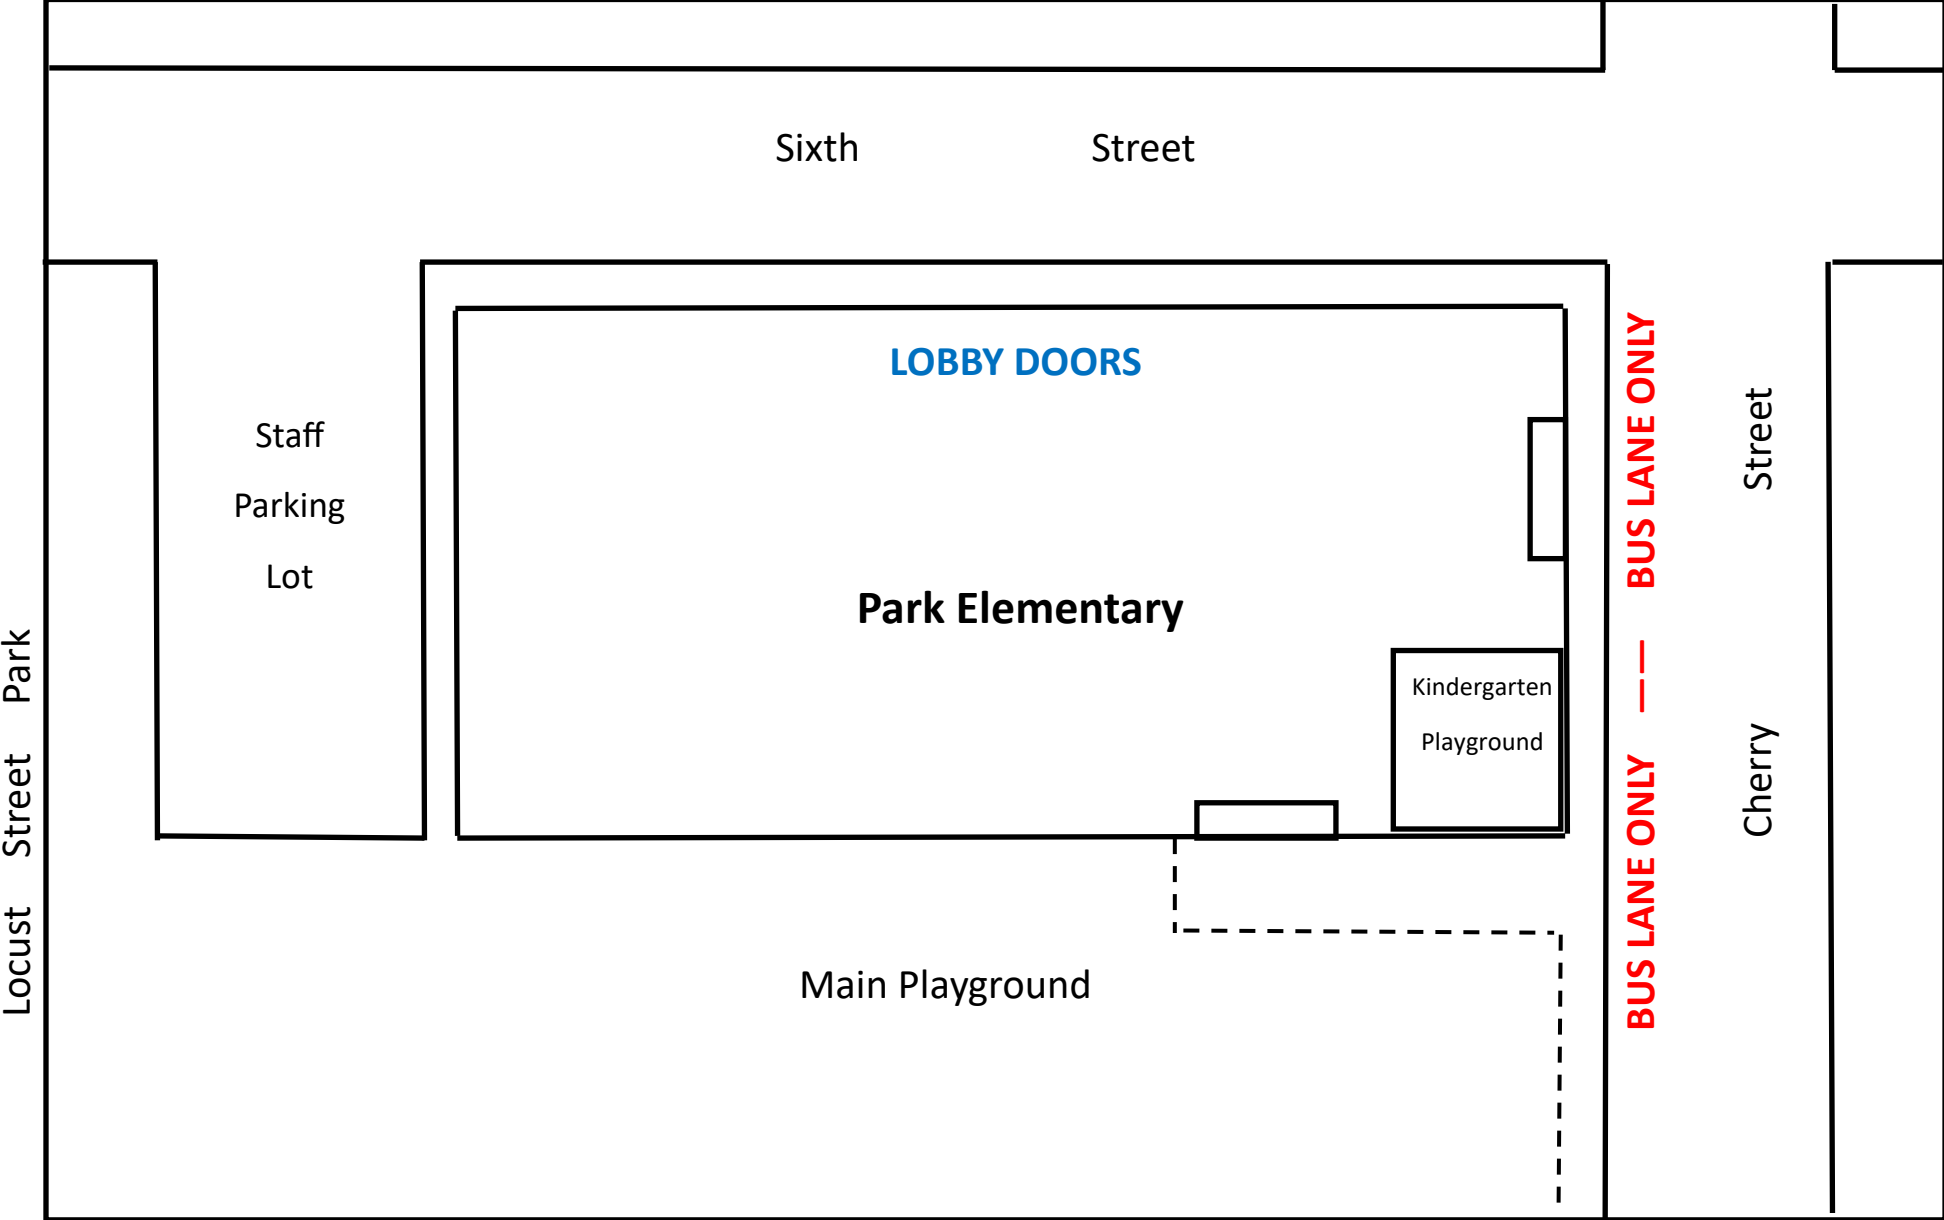 Sixth Street
LOBBY DOORS
Staff
Parking
Lot
Park Elementary
Kindergarten
Playground
Main Playground
Locust Street Park
BUS LANE ONLY —— BUS LANE ONLY
Cherry Street